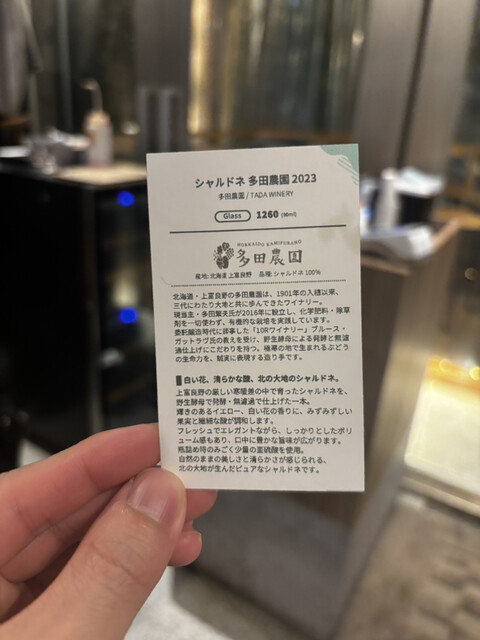 シャルドネ 多田農園 2023
多田農園 / TADA WINERY
Glass 1260 (90ml)
HOKKAIDO KAMIFURANO
多田農園
産地:北海道 上富良野 品種:シャルドネ 100%
北海道・上富良野の多田農園は、1901年の入植以来、
三代にわたり大地と共に歩んできたワイナリー。
現当主・多田繁夫氏が2016年に設立し、化学肥料・除草
剤を一切使わず、有機的な栽培を実践しています。
委託醸造時代に師事した「10Rワイナリー」ブルース・
ガットラヴ氏の教えを受け、野生酵母による発酵と無濾
過仕上げにこだわりを持つ。極寒の地で生まれるぶどう
の生命力を、誠実に表現する造り手です。
白い花、清らかな酸、北の大地のシャルドネ。
上富良野の厳しい寒暖差の中で育ったシャルドネを、
野生酵母で発酵・無濾過で仕上げた一本。
輝きのあるイエロー、白い花の香りに、みずみずしい
果実と繊細な酸が調和します。
フレッシュでエレガントながら、しっかりとしたボリ
ューム感もあり、口中に豊かな旨味が広がります。
瓶詰め時のみごく少量の亜硫酸を使用。
自然のままの美しさと清らかさが感じられる、
北の大地が生んだピュアなシャルドネです。